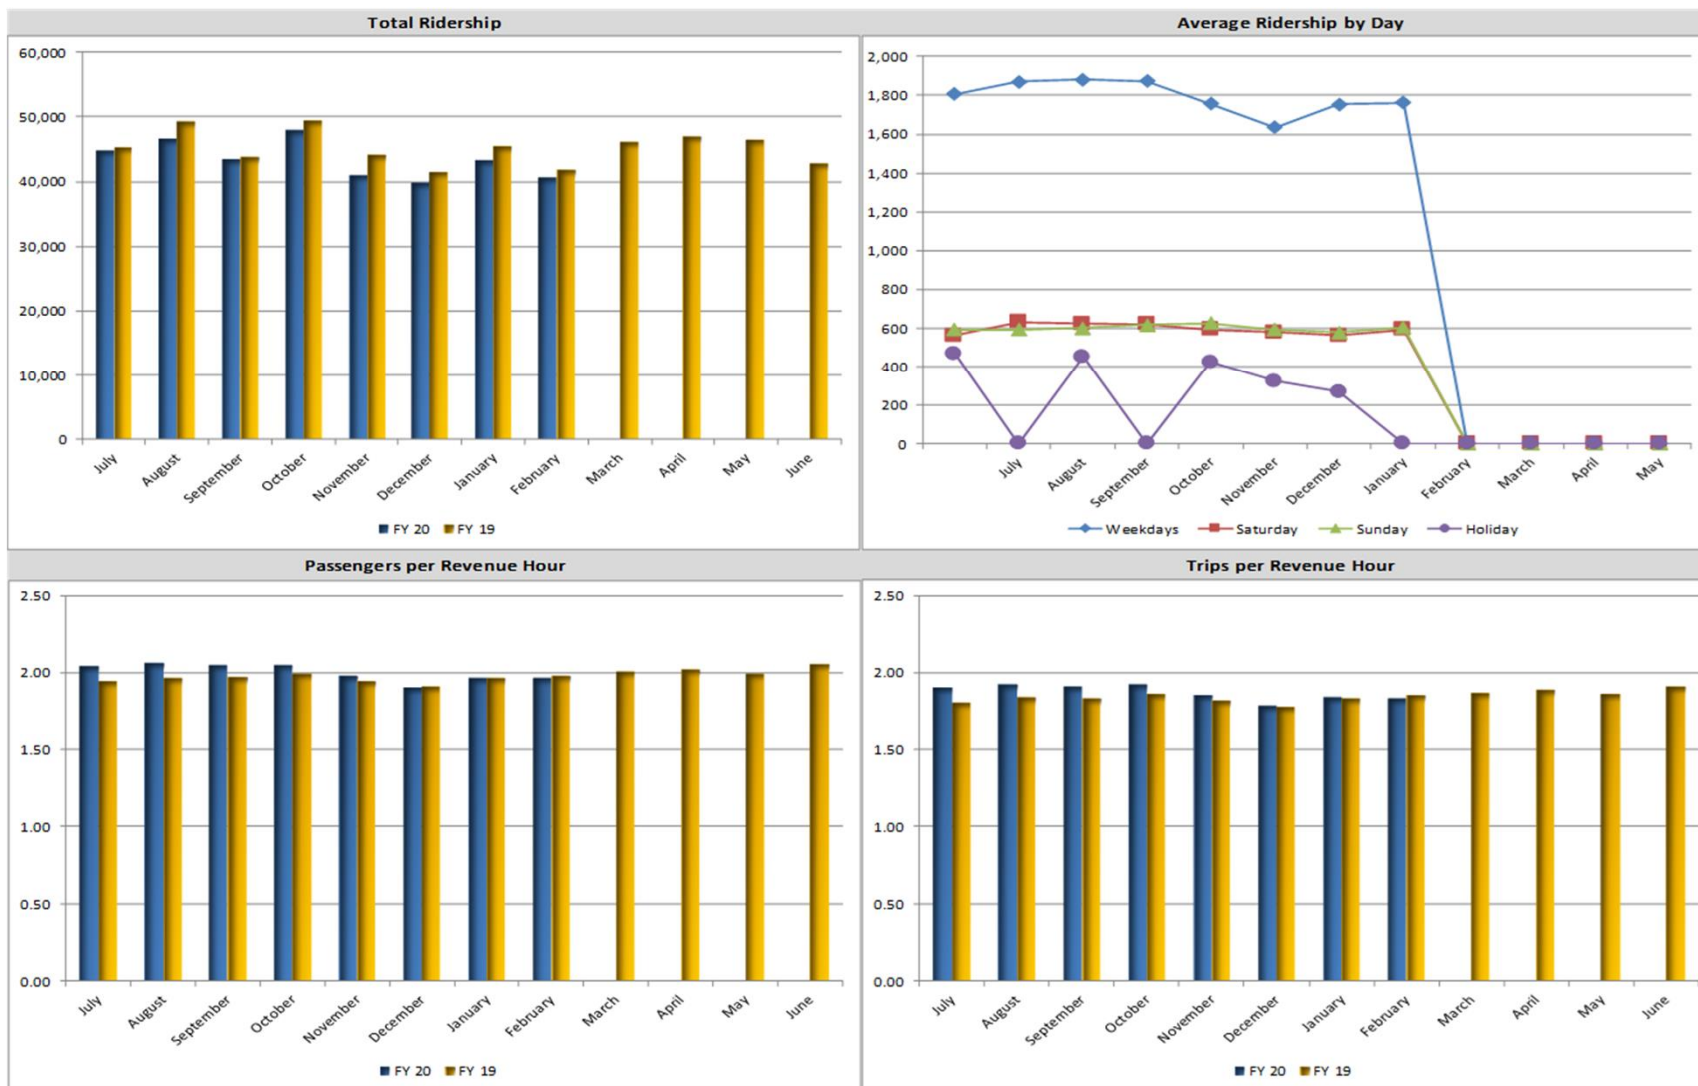 Total Ridership
60,000
50,000
40,000
30,000
20,000
10,000
0
July August September October November December January February March April May June
FY 20 FY 19
Average Ridership by Day
2,000
1,800
1,600
1,400
1,200
1,000
800
600
400
200
0
July August September October November December January February March April May
Weekdays Saturday Sunday Holiday
Passengers per Revenue Hour
2.50
2.00
1.50
1.00
0.50
0.00
July August September October November December January February March April May June
FY 20 FY 19
Trips per Revenue Hour
2.50
2.00
1.50
1.00
0.50
0.00
July August September October November December January February March April May June
FY 20 FY 19